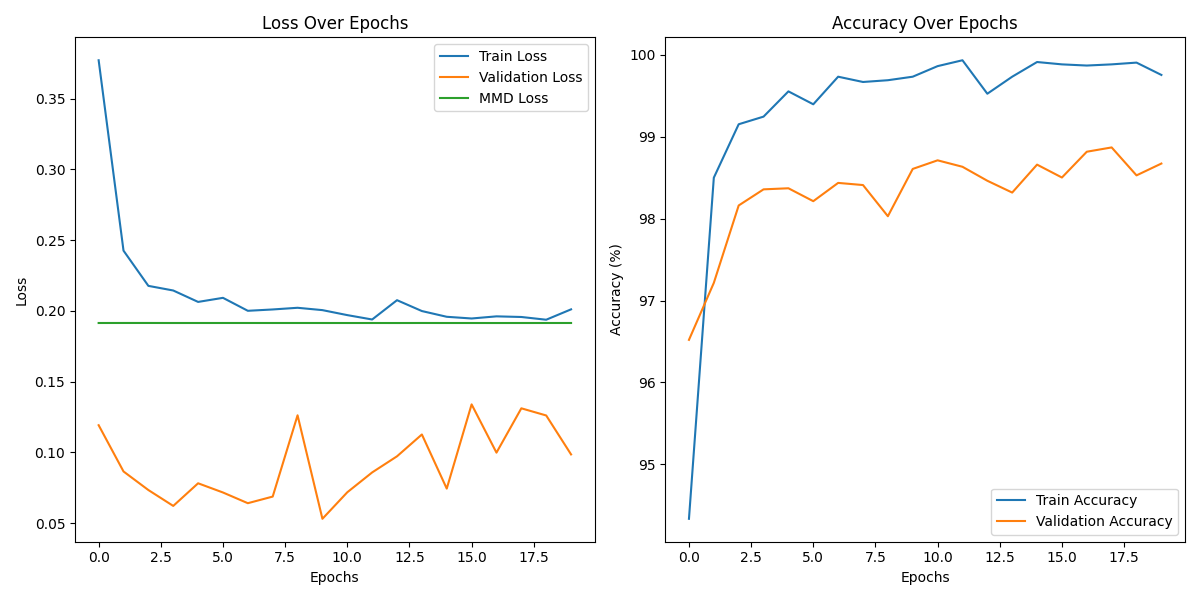 Loss Over Epochs
Train Loss
Validation Loss
MMD Loss
0.35
0.30
0.25
0.20
0.15
0.10
0.05
Loss
0.0 2.5 5.0 7.5 10.0 12.5 15.0 17.5
Epochs
Accuracy Over Epochs
100
99
98
97
96
95
Accuracy (%)
Train Accuracy
Validation Accuracy
0.0 2.5 5.0 7.5 10.0 12.5 15.0 17.5
Epochs